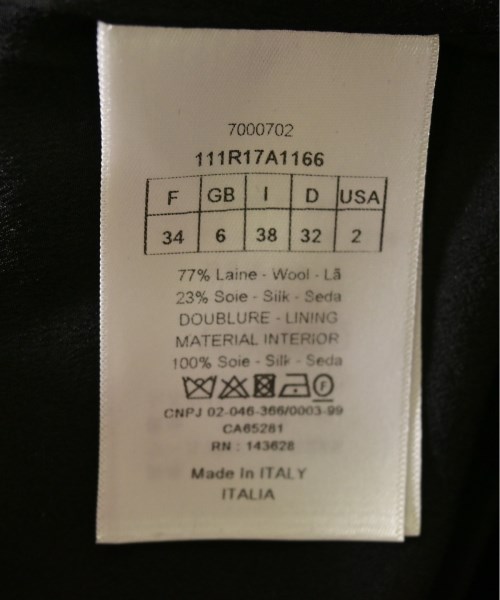 7000702
111R17A1166
F GB I D USA
34 6 38 32 2
77% Laine - Wool - Lã
23% Soie - Silk - Seda
DOUBLURE - LINING
MATERIAL INTERIOR
100% Soie - Silk - Seda
F
CNPJ 02-046-366/0003-99
CA65281
RN : 143628
Made In ITALY
ITALIA